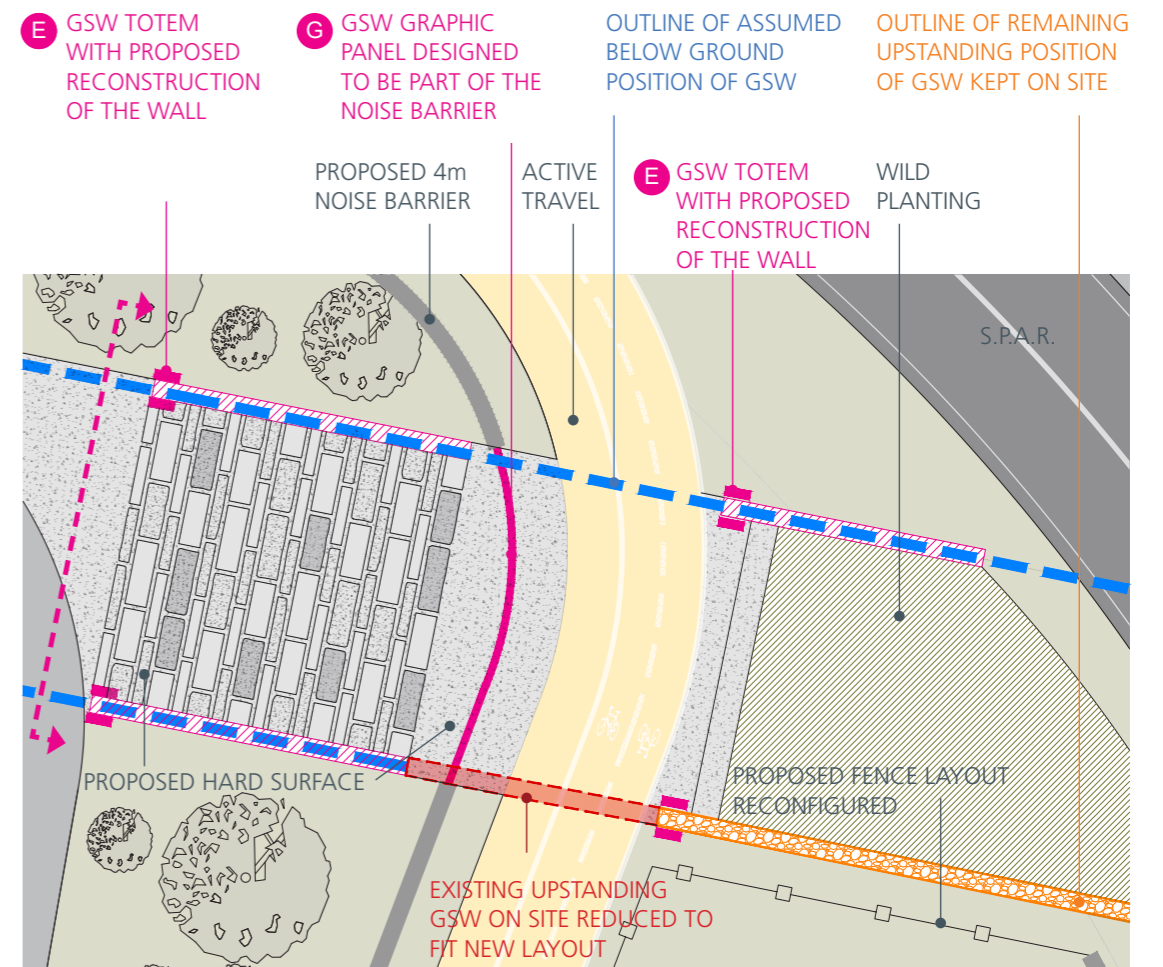 E GSW TOTEM
WITH PROPOSED
RECONSTRUCTION
OF THE WALL
G GSW GRAPHIC
PANEL DESIGNED
TO BE PART OF THE
NOISE BARRIER
OUTLINE OF ASSUMED
BELOW GROUND
POSITION OF GSW
OUTLINE OF REMAINING
UPSTANDING POSITION
OF GSW KEPT ON SITE
PROPOSED 4m
NOISE BARRIER
ACTIVE
TRAVEL
E GSW TOTEM
WITH PROPOSED
RECONSTRUCTION
OF THE WALL
WILD
PLANTING
S.P.A.R.
PROPOSED HARD SURFACE
PROPOSED FENCE LAYOUT
RECONFIGURED
EXISTING UPSTANDING
GSW ON SITE REDUCED TO
FIT NEW LAYOUT